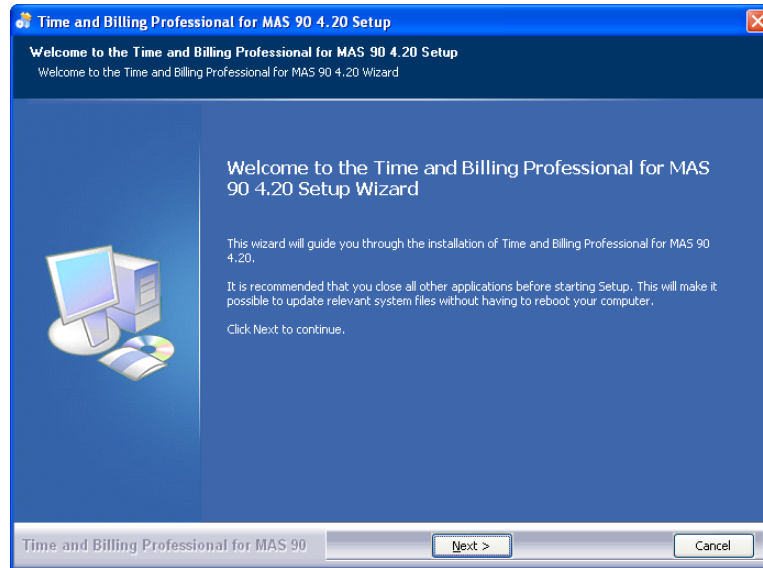 Time and Billing Professional for MAS 90 4.20 Setup
Welcome to the Time and Billing Professional for MAS 90 4.20 Setup
Welcome to the Time and Billing Professional for MAS 90 4.20 Wizard
Welcome to the Time and Billing Professional for MAS
90 4.20 Setup Wizard
This wizard will guide you through the installation of Time and Billing Professional for MAS 90
4.20.
It is recommended that you close all other applications before starting Setup. This will make it
possible to update relevant system files without having to reboot your computer.
Click Next to continue.
Time and Billing Professional for MAS 90
Next >
Cancel